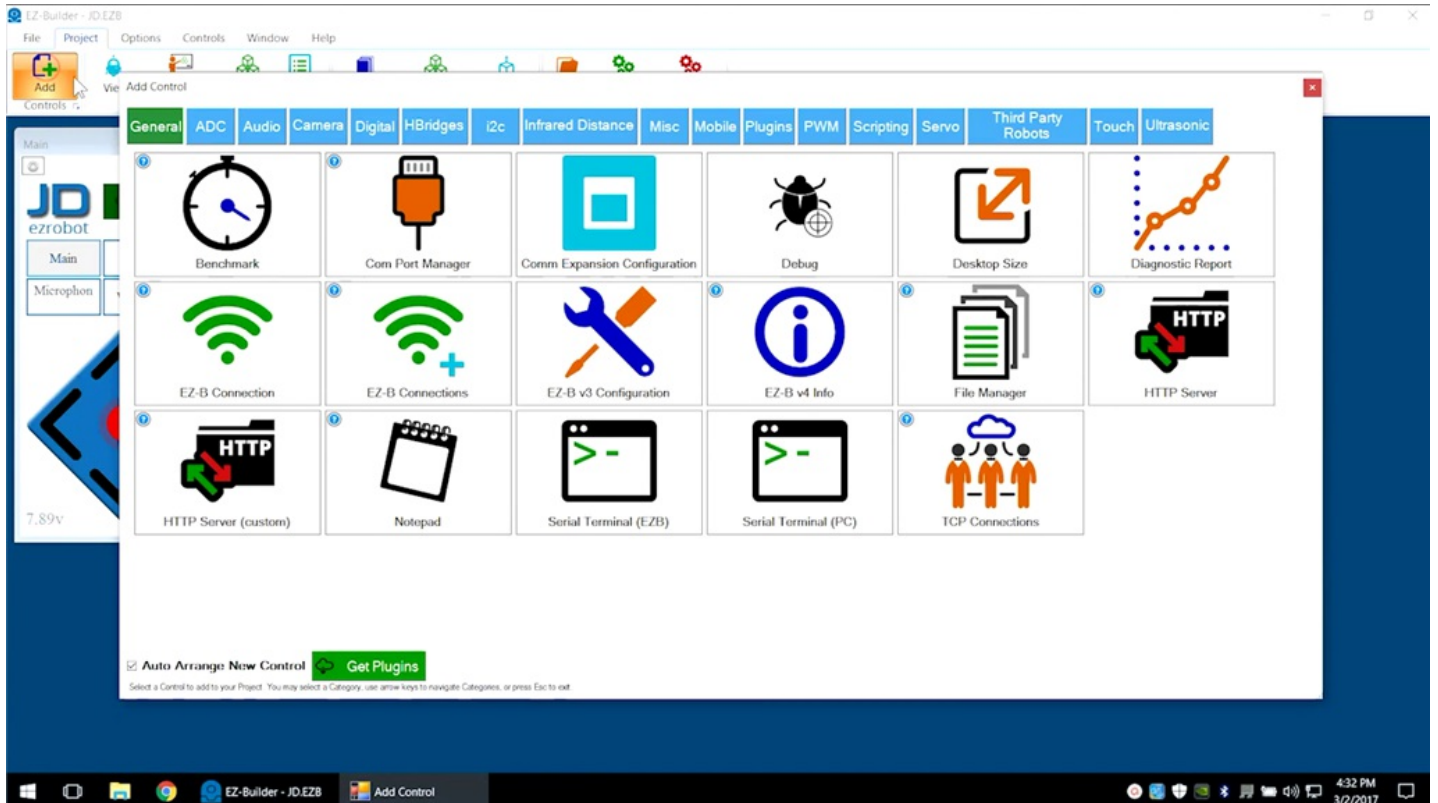 EZ-Builder - JD.EZB
File Project Options Controls Window Help
Add
Controls
Add Control
General ADC Audio Camera Digital HBridges i2c Infrared Distance Misc Mobile Plugins PWM Scripting Servo Third Party Robots Touch Ultrasonic
Main
JD
ezrobot
Main
Microphon
7.89v
Benchmark Com Port Manager Comm Expansion Configuration Debug Desktop Size Diagnostic Report
HTTP
EZ-B Connection EZ-B Connections EZ-B v3 Configuration EZ-B v4 Info File Manager HTTP Server
HTTP
HTTP Server (custom) Notepad Serial Terminal (EZB) Serial Terminal (PC) TCP Connections
Auto Arrange New Control Get Plugins
Select a Control to add to your Project. You may select a Category, use arrow keys to navigate Categories, or press Esc to exit
EZ-Builder - JD.EZB Add Control
4:32 PM
3/2/2017